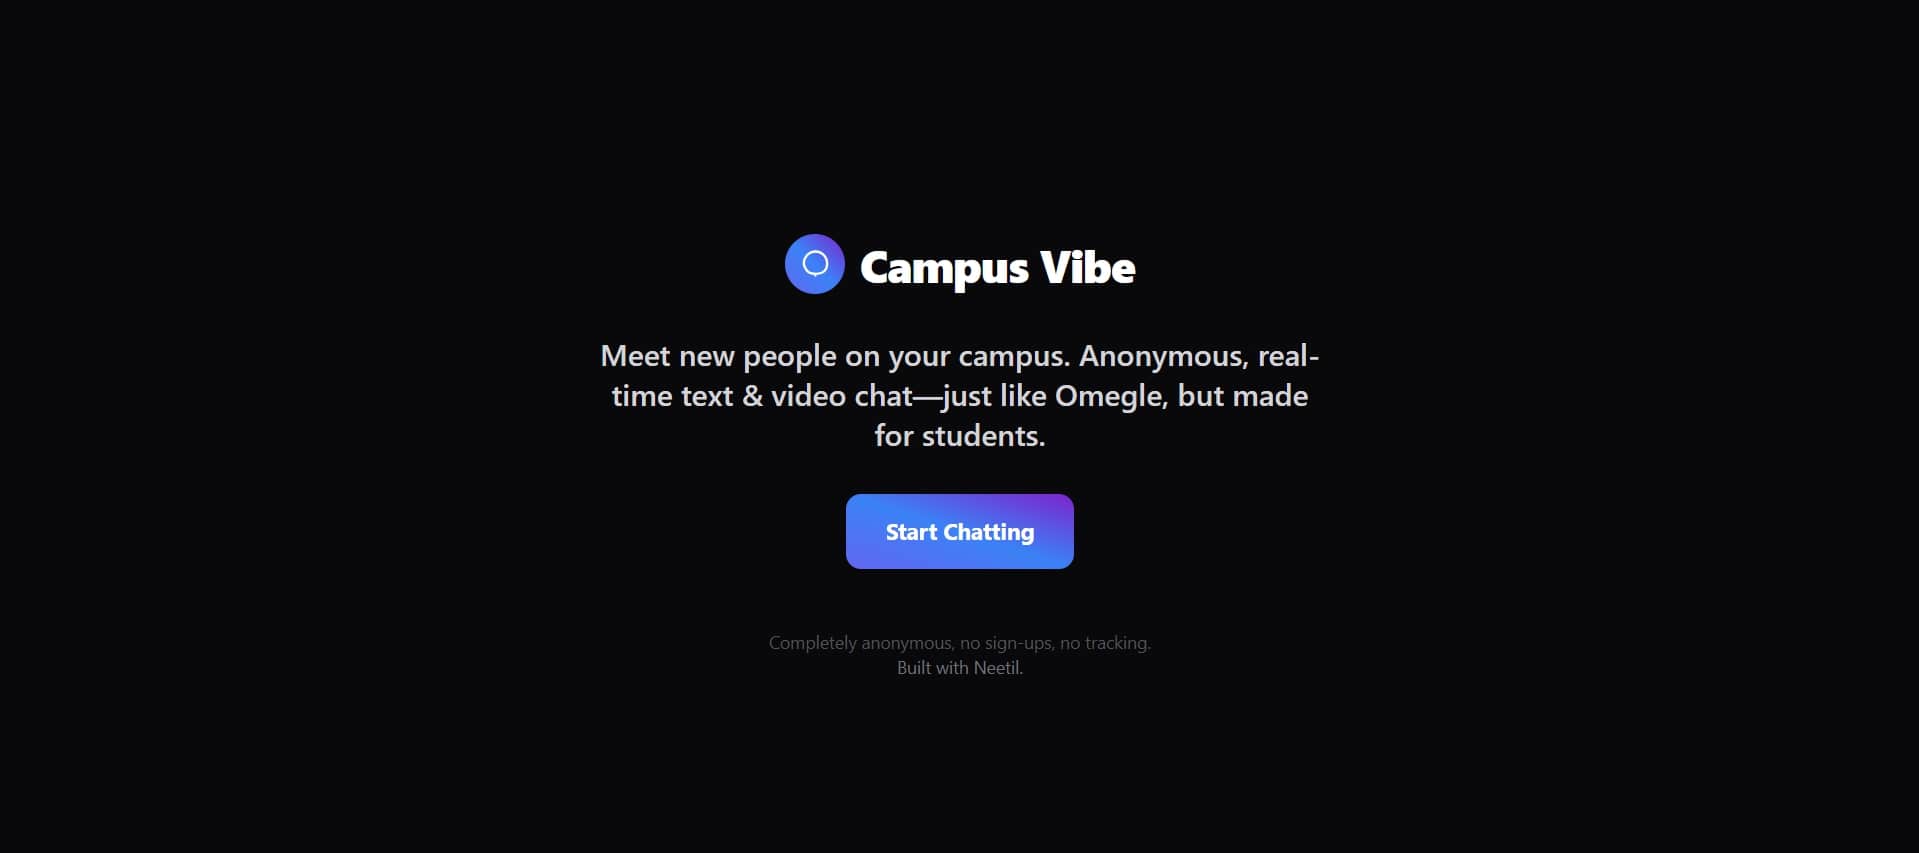 Campus Vibe
Meet new people on your campus. Anonymous, real-
time text & video chat—just like Omegle, but made
for students.
Start Chatting
Completely anonymous, no sign-ups, no tracking.
Built with Neetil.